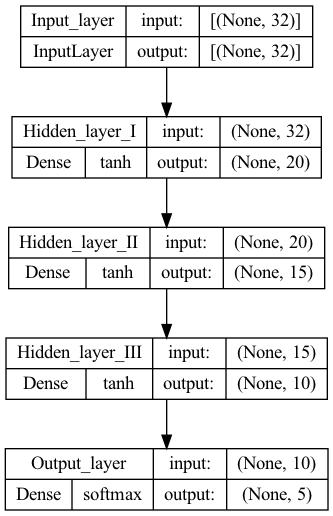 Input_layer input: [(None, 32)]
InputLayer output: [(None, 32)]
Hidden_layer_I input: (None, 32)
Dense tanh output: (None, 20)
Hidden_layer_II input: (None, 20)
Dense tanh output: (None, 15)
Hidden_layer_III input: (None, 15)
Dense tanh output: (None, 10)
Output_layer input: (None, 10)
Dense softmax output: (None, 5)